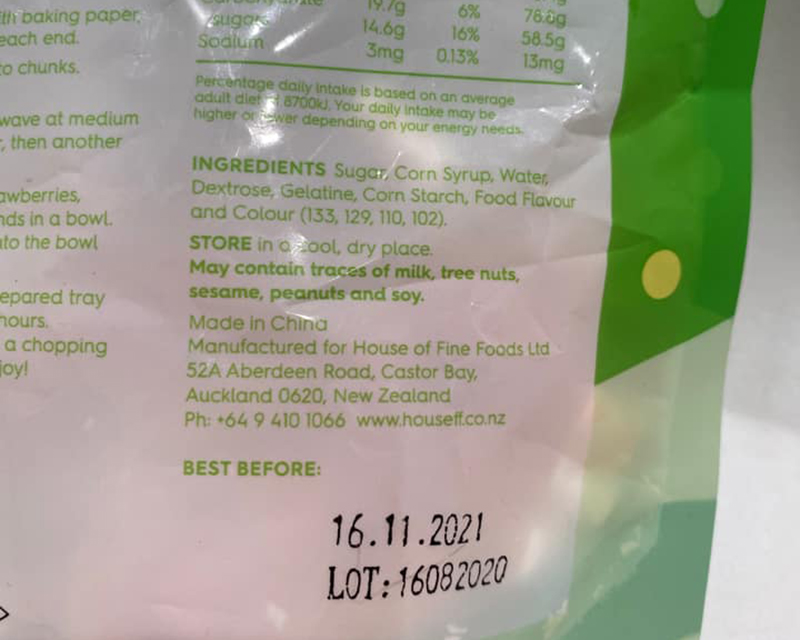 th baking paper,
each end.
to chunks.
wave at medium
, then another
awberries,
nds in a bowl.
nto the bowl
epared tray
hours.
a chopping
joy!
19.7g 6% 78.8g
sugars 14.6g 16% 58.5g
Sodium 3mg 0.13% 13mg
Percentage daily intake is based on an average
adult diet 8700kJ. Your daily intake may be
higher or lower depending on your energy needs.
INGREDIENTS Sugar, Corn Syrup, Water,
Dextrose, Gelatine, Corn Starch, Food Flavour
and Colour (133, 129, 110, 102).
STORE in a cool, dry place.
May contain traces of milk, tree nuts,
sesame, peanuts and soy.
Made in China
Manufactured for House of Fine Foods Ltd
52A Aberdeen Road, Castor Bay,
Auckland 0620, New Zealand
Ph: +64 9 410 1066 www.houseff.co.nz
BEST BEFORE:
16.11.2021
LOT:16082020